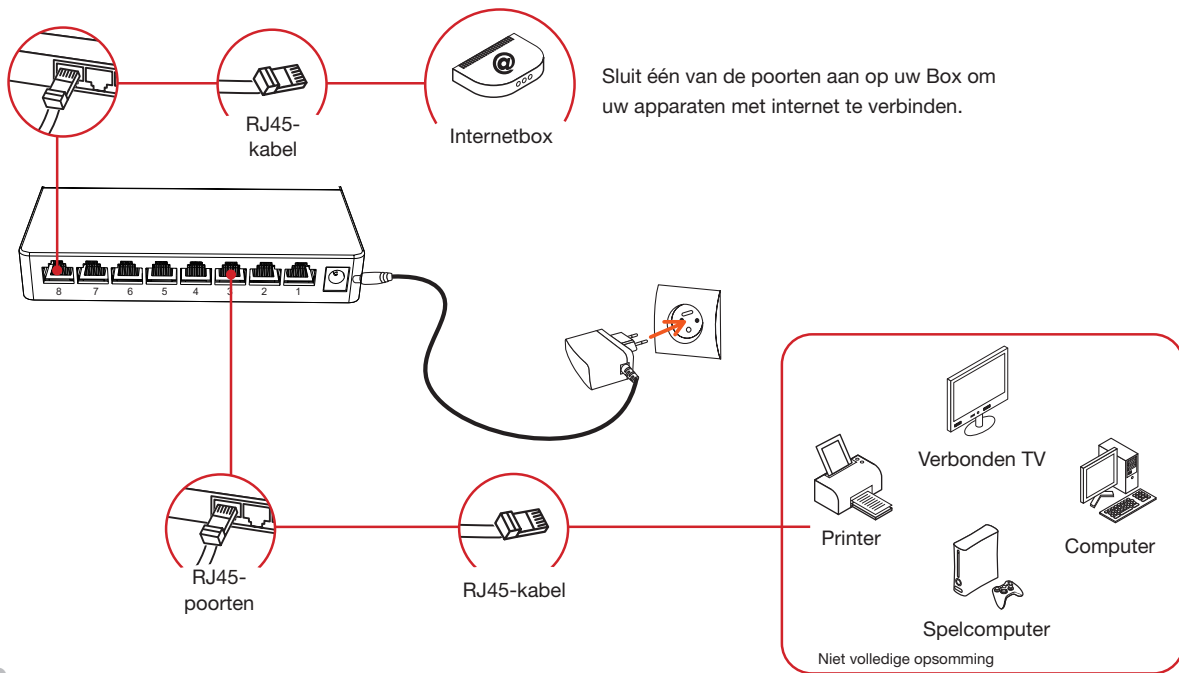 Sluit één van de poorten aan op uw Box om
uw apparaten met internet te verbinden.
RJ45-
kabel
Internetbox
@
8 7 6 5 4 3 2 1
RJ45-
poorten
RJ45-kabel
Verbonden TV
Printer
Computer
Spelcomputer
Niet volledige opsomming